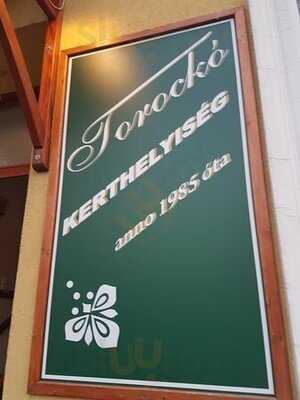 Torockó
KERTHELYISÉG
anno 1985 óta